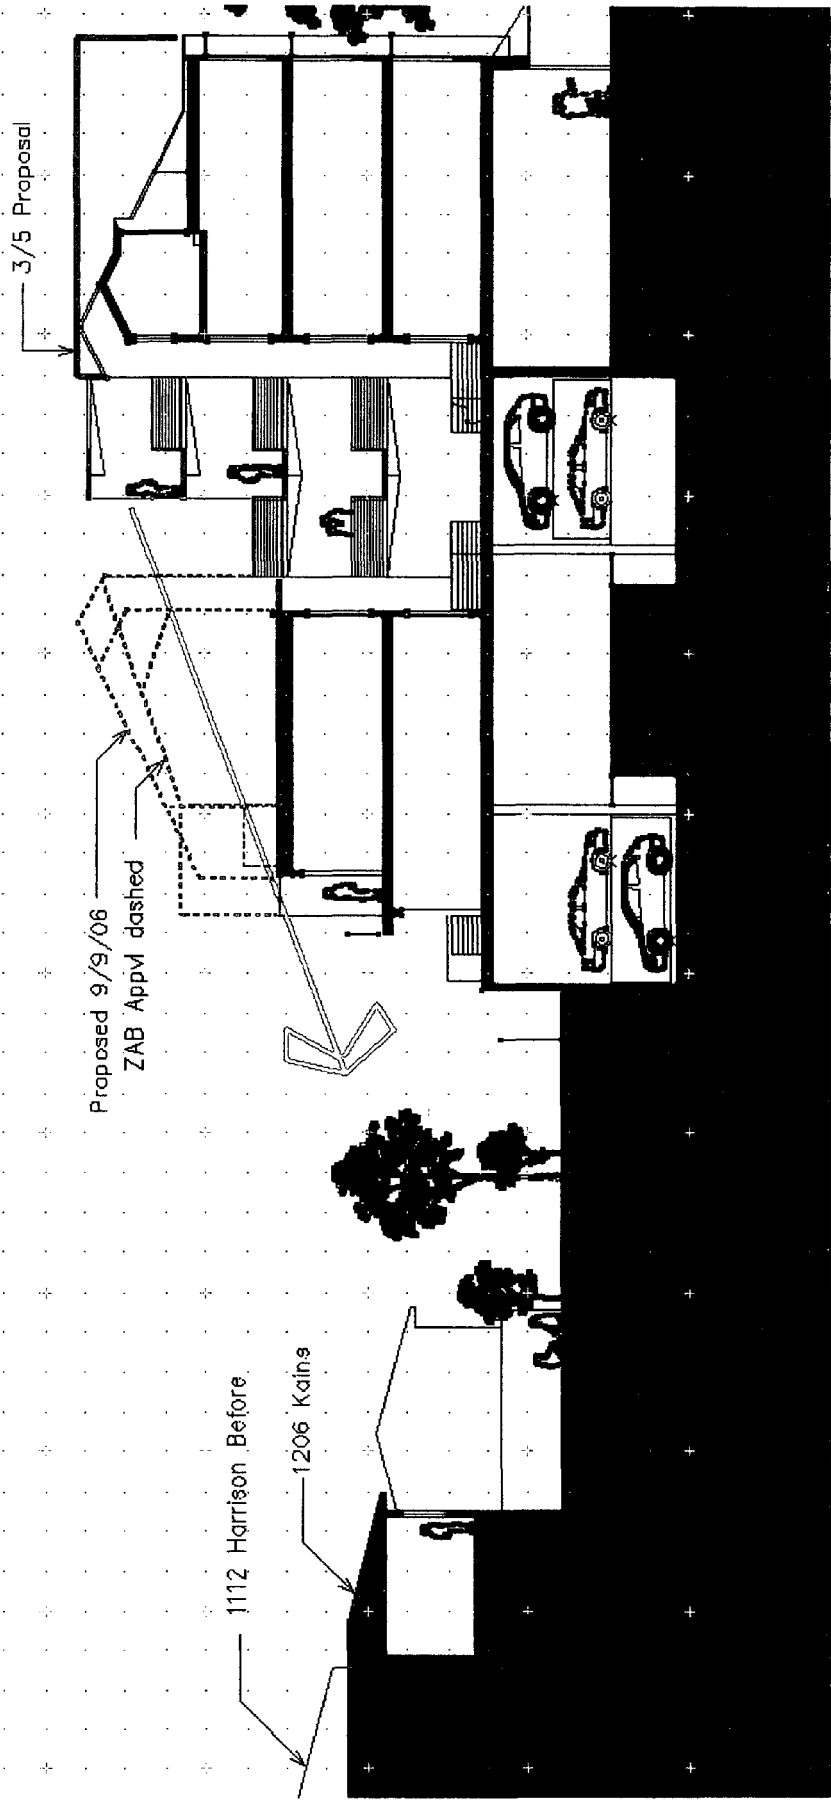 1112 Harrison Before
1206 Kains
Proposed 9/9/06
ZAB Appvl dashed
3/5 Proposal